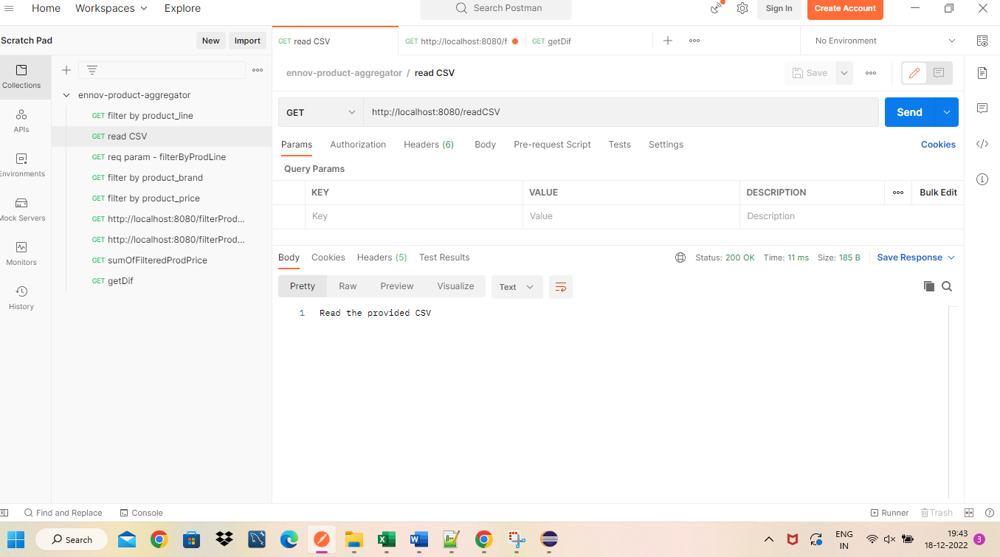 Home Workspaces Explore Search Postman Sign In Create Account
Scratch Pad New Import GET read CSV GET http://localhost:8080/f GET getDif No Environment
Collections
APIs
Environments
Mock Servers
Monitors
History
ennov-product-aggregator
GET filter by product_line
GET read CSV
GET req param - filterByProdLine
GET filter by product_brand
GET filter by product_price
GET http://localhost:8080/filterProd...
GET http://localhost:8080/filterProd...
GET sumOfFilteredProdPrice
GET getDif
ennov-product-aggregator / read CSV Save
GET http://localhost:8080/readCSV Send
Params Authorization Headers (6) Body Pre-request Script Tests Settings Cookies
Query Params
KEY VALUE DESCRIPTION Bulk Edit
Key Value Description
Body Cookies Headers (5) Test Results Status: 200 OK Time: 11 ms Size: 185 B Save Response
Pretty Raw Preview Visualize Text
1 Read the provided CSV
Find and Replace Console Runner Trash
Search ENG 19:43
IN 18-12-2022 3